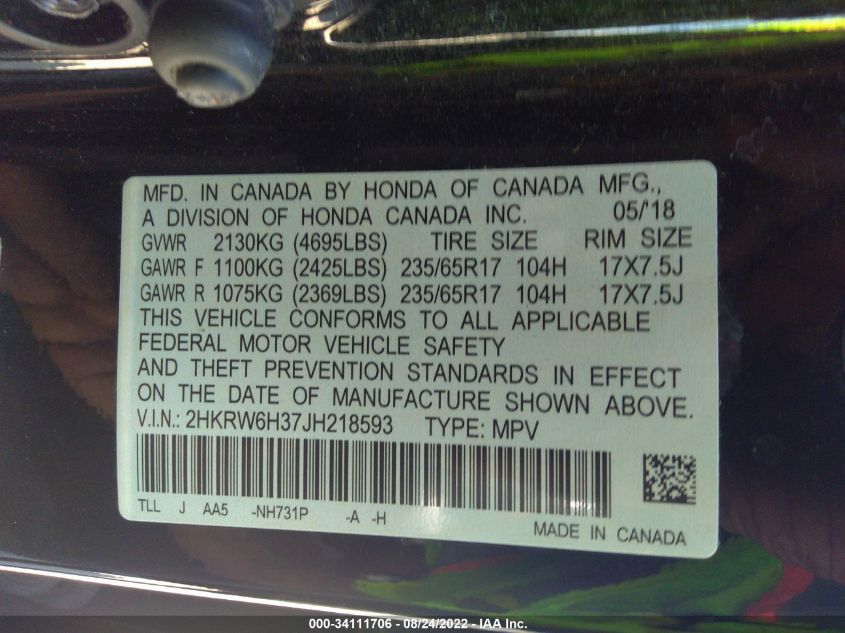 MFD. IN CANADA BY HONDA OF CANADA MFG.,
A DIVISION OF HONDA CANADA INC. 05/'18
GVWR 2130KG (4695LBS) TIRE SIZE RIM SIZE
GAWR F 1100KG (2425LBS) 235/65R17 104H 17X7.5J
GAWR R 1075KG (2369LBS) 235/65R17 104H 17X7.5J
THIS VEHICLE CONFORMS TO ALL APPLICABLE
FEDERAL MOTOR VEHICLE SAFETY
AND THEFT PREVENTION STANDARDS IN EFFECT
ON THE DATE OF MANUFACTURE SHOWN ABOVE.
V.I.N.: 2HKRW6H37JH218593 TYPE: MPV
TLL J AA5 -NH731P -A -H
MADE IN CANADA
000-34111706 - 08/24/2022 - IAA Inc.